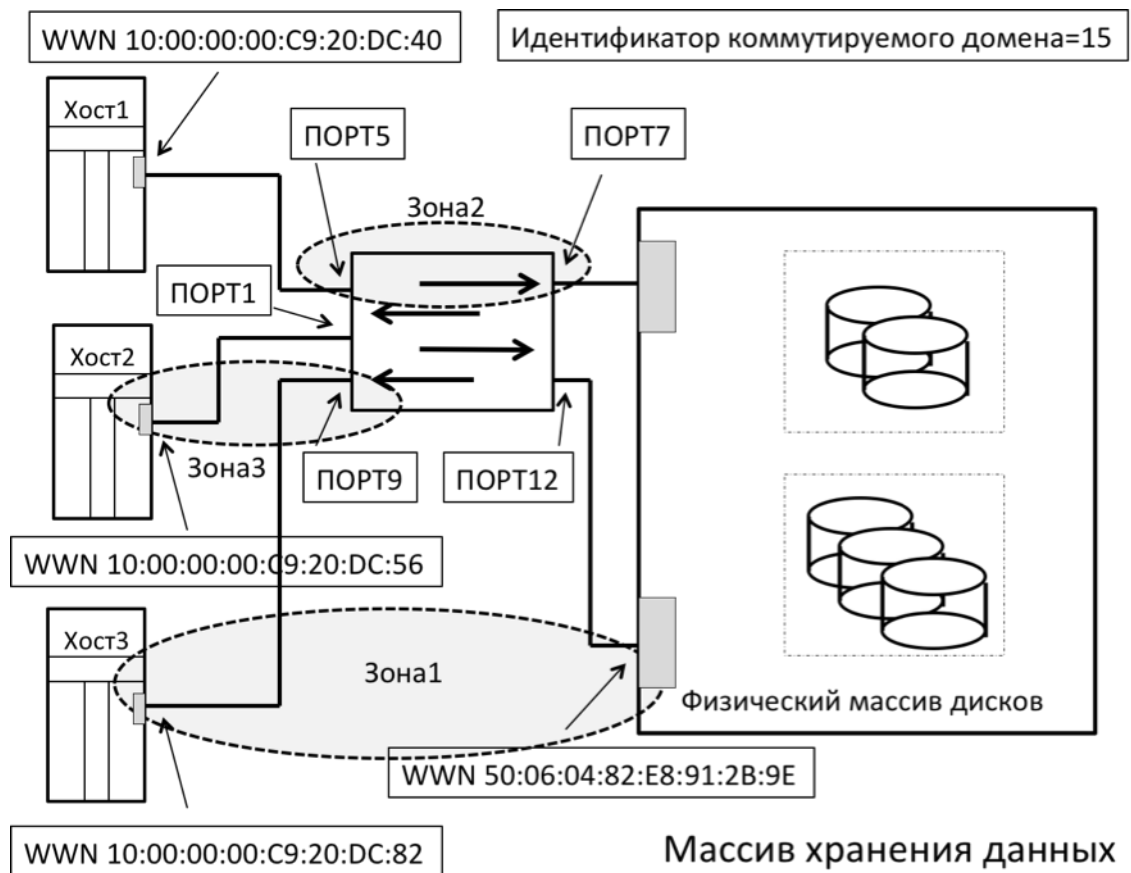 WWN 10:00:00:00:C9:20:DC:40
Идентификатор коммутируемого домена=15
Хост1
ПОРТ5
ПОРТ7
Зона2
ПОРТ1
Хост2
Зона3
ПОРТ9
ПОРТ12
WWN 10:00:00:00:C9:20:DC:56
Хост3
Зона1
Физический массив дисков
WWN 50:06:04:82:E8:91:2B:9E
WWN 10:00:00:00:C9:20:DC:82
Массив хранения данных